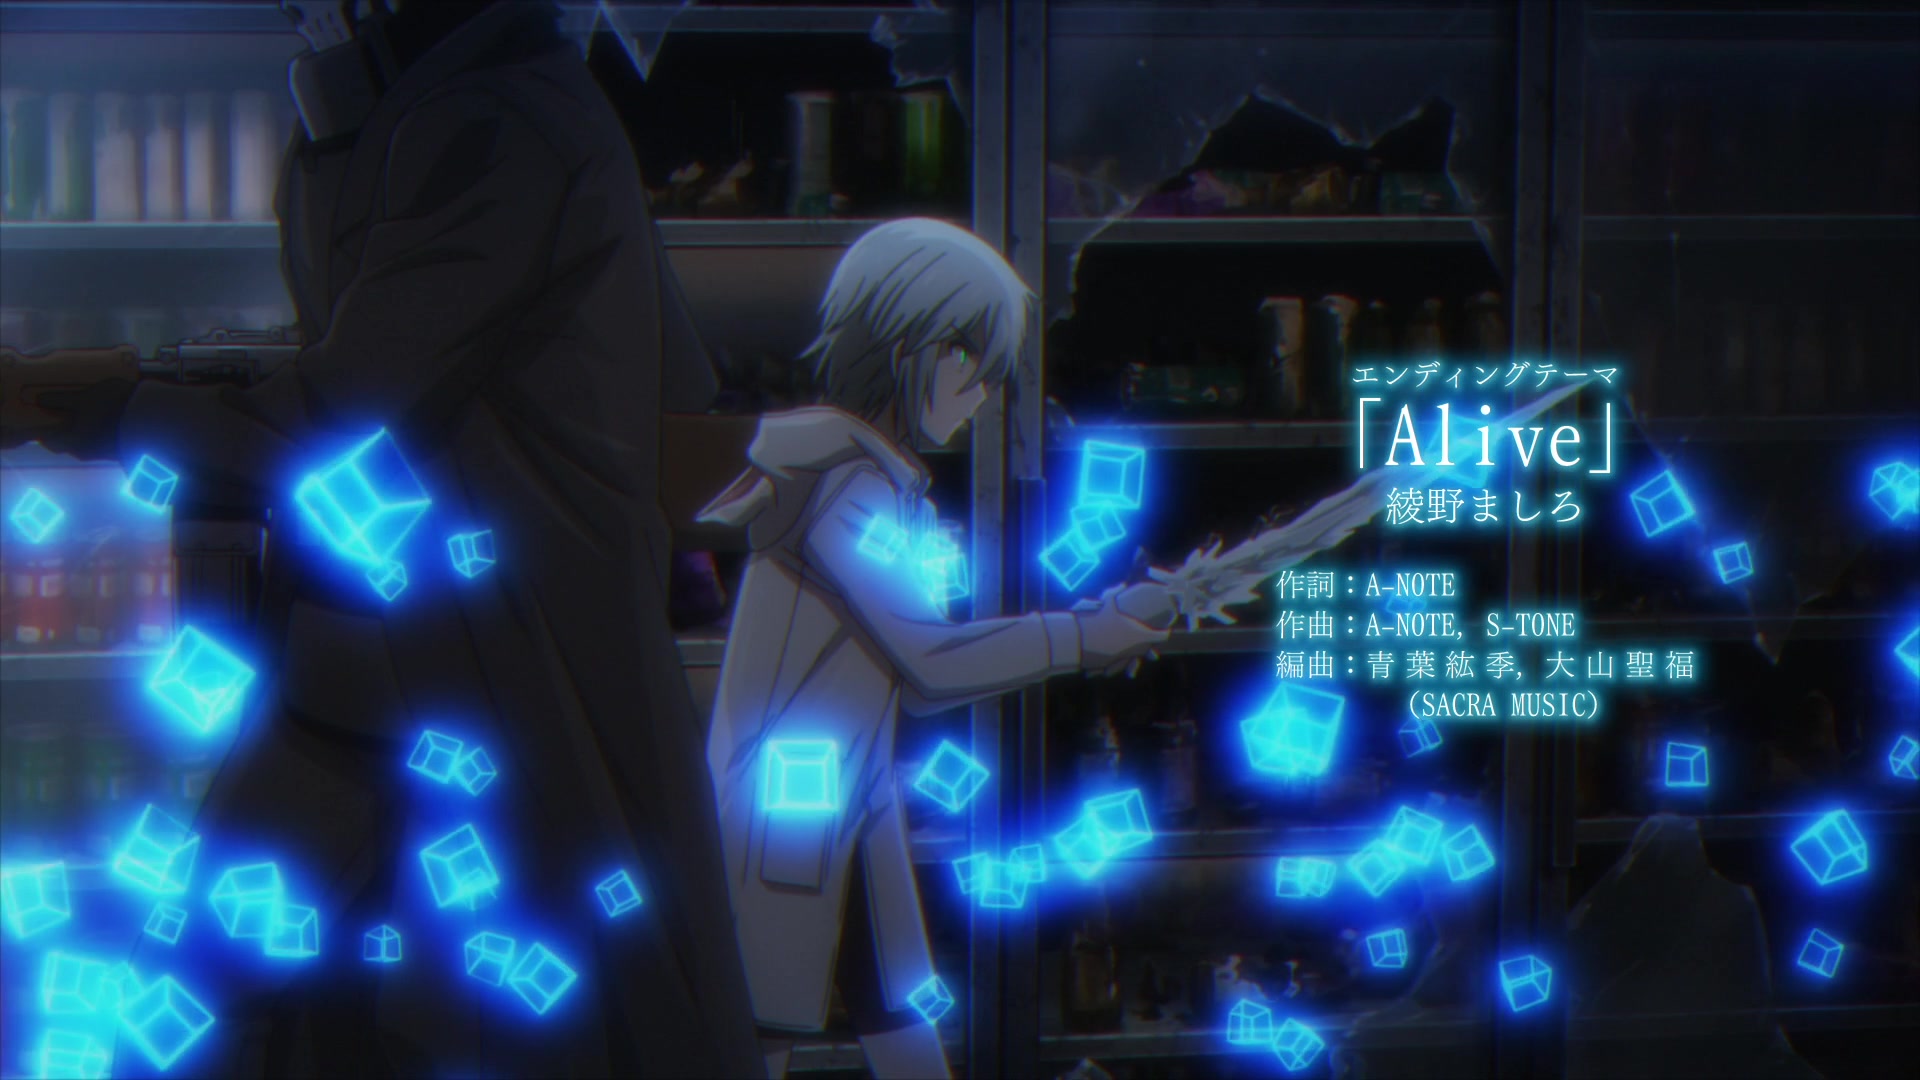 エンディングテーマ
「Alive」
綾野ましろ
作詞：A-NOTE
作曲：A-NOTE, S-TONE
編曲：青葉紘季, 大山聖福
(SACRA MUSIC)